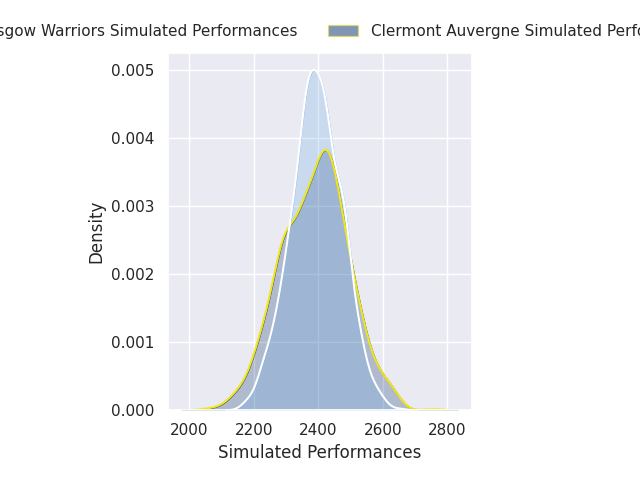 sgow Warriors Simulated Performances
Clermont Auvergne Simulated Perfo
0.005
0.004
0.003
0.002
0.001
0.000
Density
2000 2200 2400 2600 2800
Simulated Performances